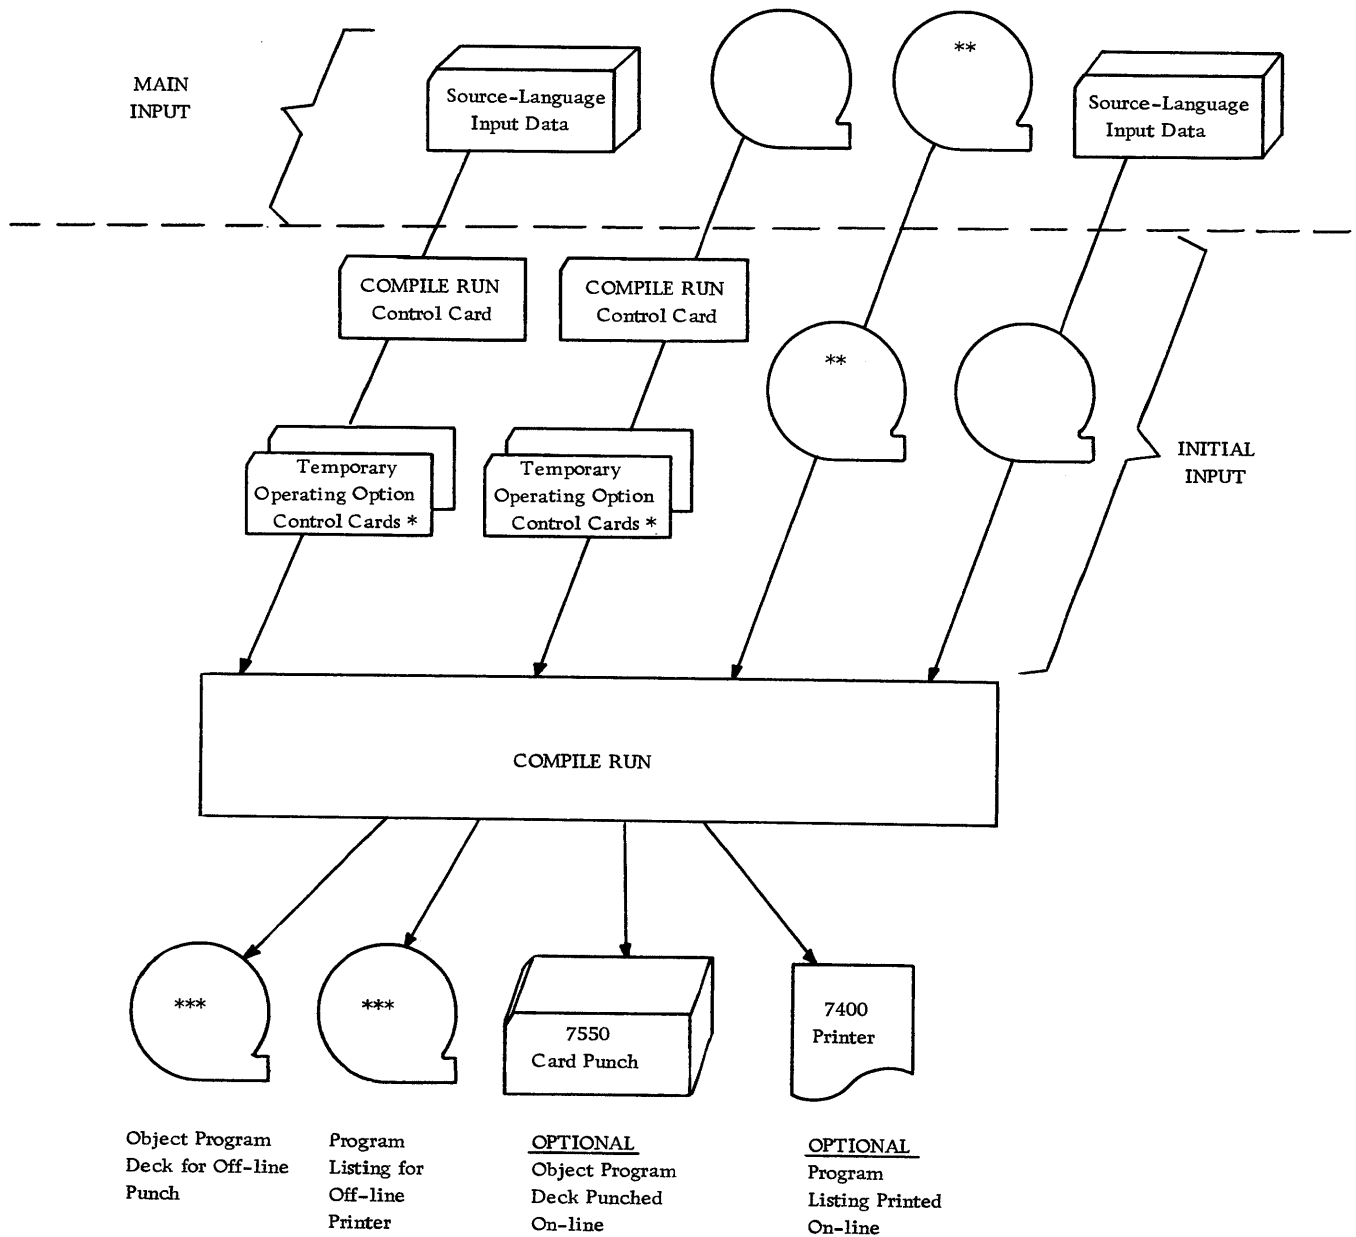 MAIN
INPUT
Source-Language
Input Data
**
Source-Language
Input Data
COMPILE RUN
Control Card
COMPILE RUN
Control Card
**
Temporary
Operating Option
Control Cards *
Temporary
Operating Option
Control Cards *
INITIAL
INPUT
COMPILE RUN
***
***
7550
Card Punch
7400
Printer
Object Program
Deck for Off-line
Punch
Program
Listing for
Off-line
Printer
OPTIONAL
Object Program
Deck Punched
On-line
OPTIONAL
Program
Listing Printed
On-line